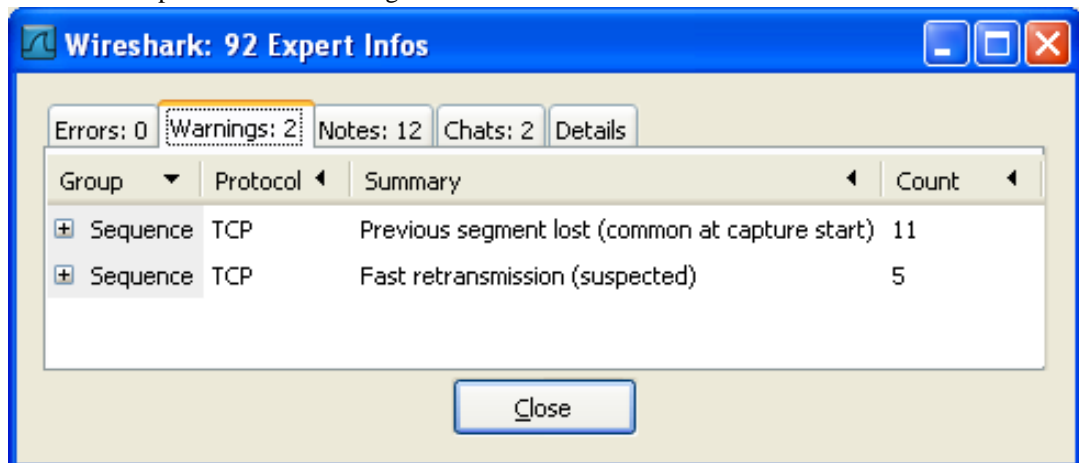 Wireshark: 92 Expert Infos
Errors: 0 Warnings: 2 Notes: 12 Chats: 2 Details
Group Protocol Summary Count
Sequence TCP Previous segment lost (common at capture start) 11
Sequence TCP Fast retransmission (suspected) 5
Close